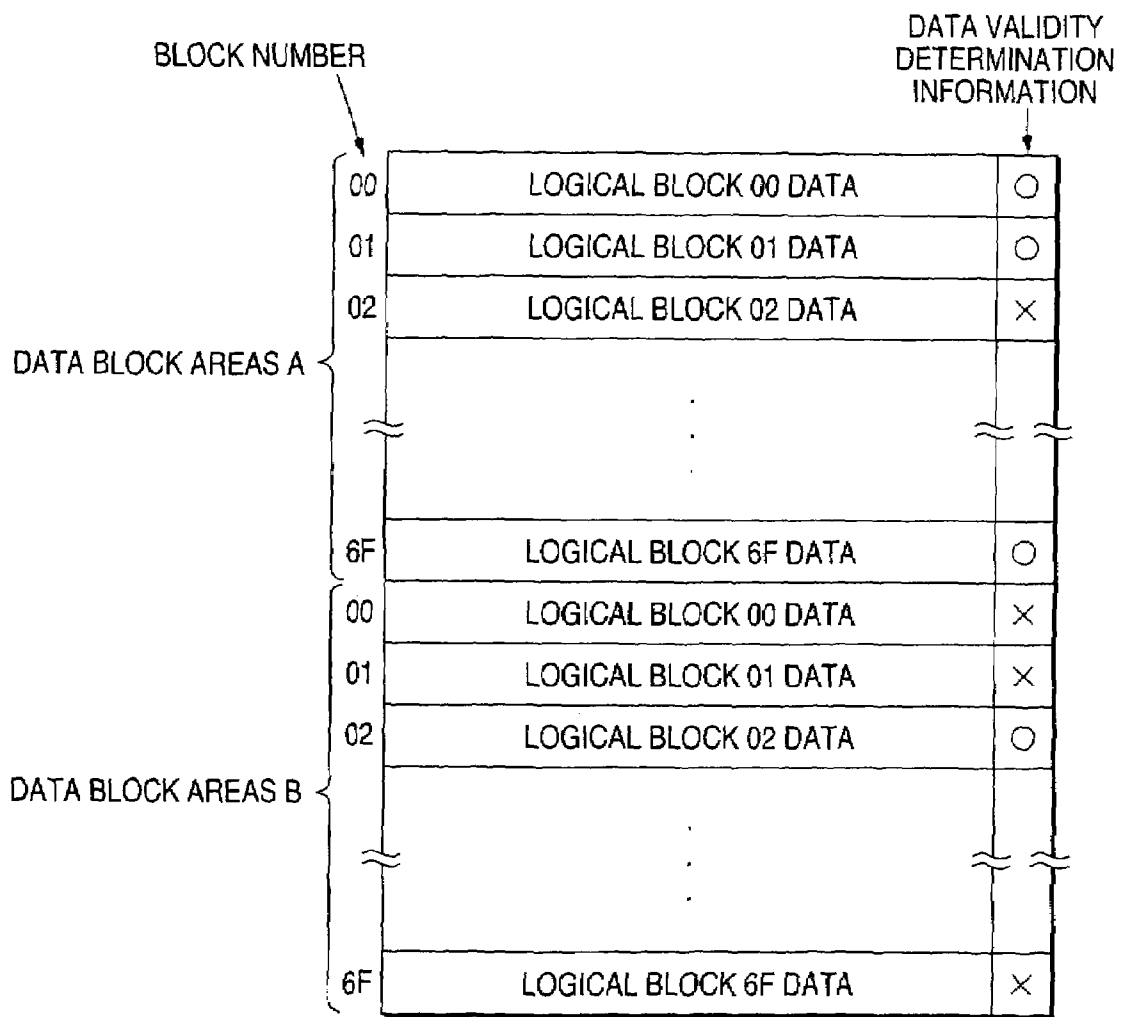 DATA VALIDITY
DETERMINATION
INFORMATION
BLOCK NUMBER
00 LOGICAL BLOCK 00 DATA ○
01 LOGICAL BLOCK 01 DATA ○
02 LOGICAL BLOCK 02 DATA ×
DATA BLOCK AREAS A
6F LOGICAL BLOCK 6F DATA ○
00 LOGICAL BLOCK 00 DATA ×
01 LOGICAL BLOCK 01 DATA ×
02 LOGICAL BLOCK 02 DATA ○
DATA BLOCK AREAS B
6F LOGICAL BLOCK 6F DATA ×